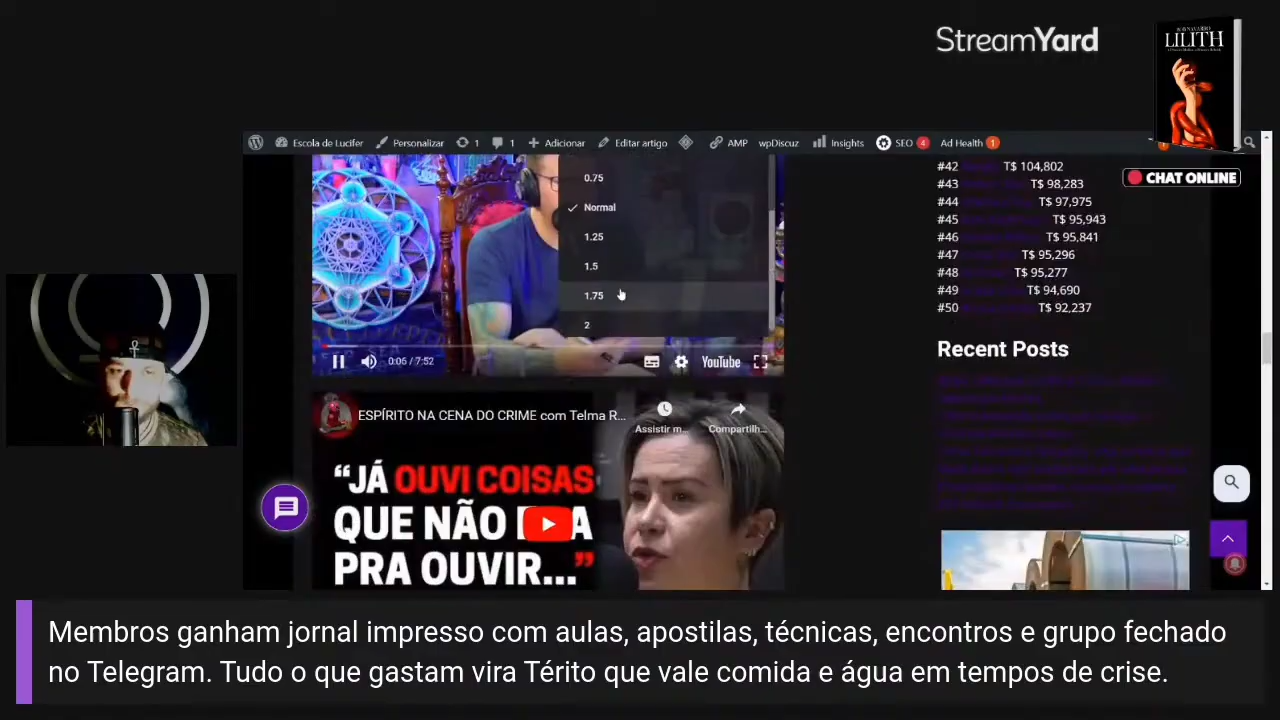 StreamYard
LILITH
CHAT ONLINE
Escola de Lucifer
Personalizar
1
1
Adicionar
Editar artigo
AMP
wpDiscuz
Insights
SEO 4
Ad Health 1
0.75
Normal
1.25
1.5
1.75
2
0:06 / 7:52
YouTube
#42 T$ 104,802
#43 T$ 98,283
#44 T$ 97,975
#45 T$ 95,943
#46 T$ 95,841
#47 T$ 95,296
#48 T$ 95,277
#49 T$ 94,690
#50 T$ 92,237
Recent Posts
ESPÍRITO NA CENA DO CRIME com Telma R...
Assistir m...
Compartilh...
“JÁ OUVI COISAS
QUE NÃO
PRA OUVIR...”
Membros ganham jornal impresso com aulas, apostilas, técnicas, encontros e grupo fechado
no Telegram. Tudo o que gastam vira Térito que vale comida e água em tempos de crise.